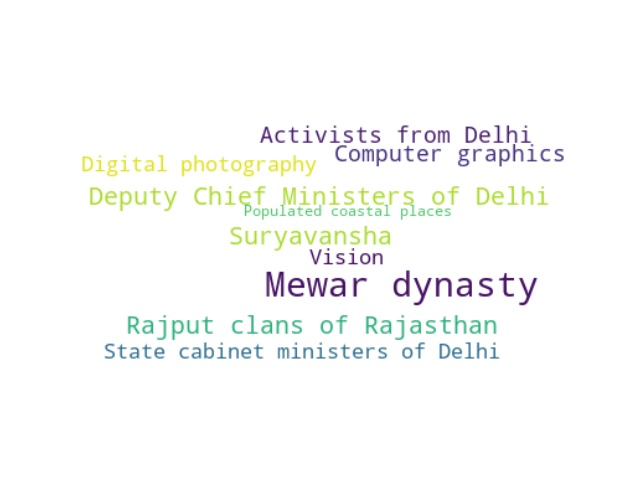 Activists from Delhi
Computer graphics
Digital photography
Deputy Chief Ministers of Delhi
Populated coastal places
Suryavansha
Vision
Mewar dynasty
Rajput clans of Rajasthan
State cabinet ministers of Delhi